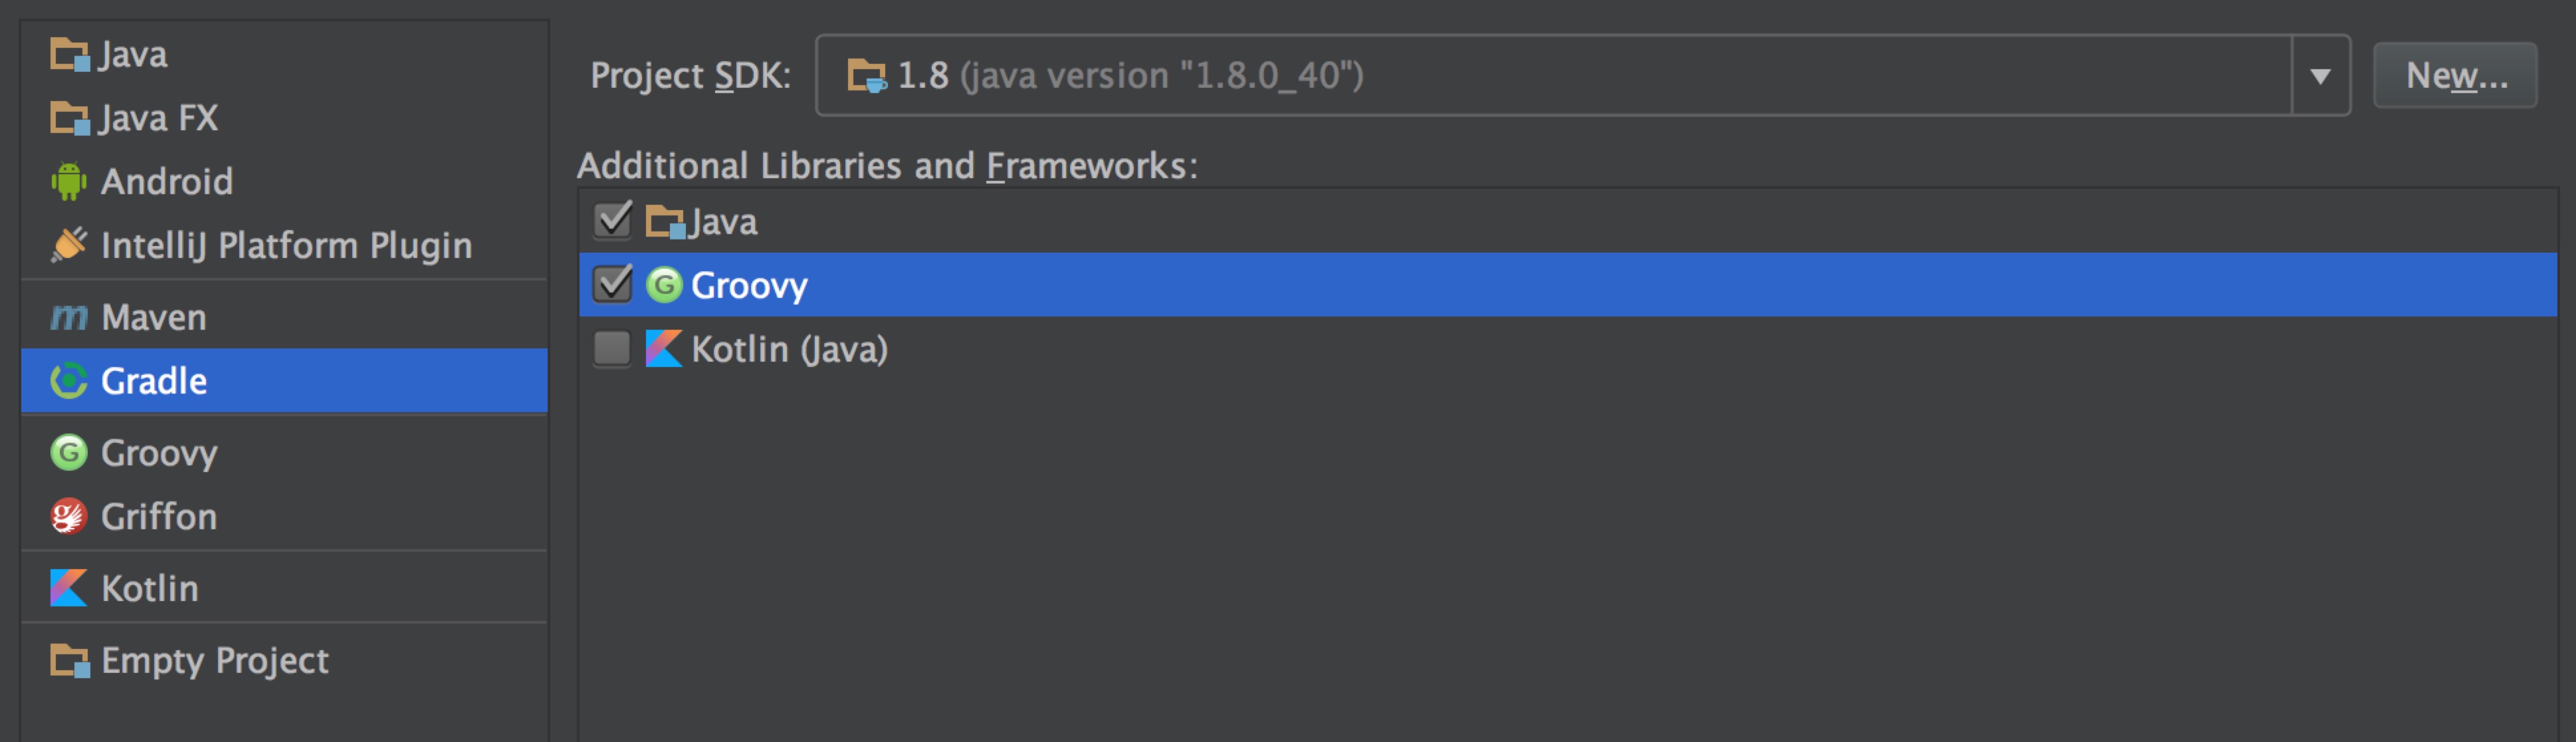 Java
Java FX
Android
IntelliJ Platform Plugin
Maven
Gradle
Groovy
Griffon
Kotlin
Empty Project
Project SDK: 1.8 (java version "1.8.0_40") New...
Additional Libraries and Frameworks:
Java
Groovy
Kotlin (Java)